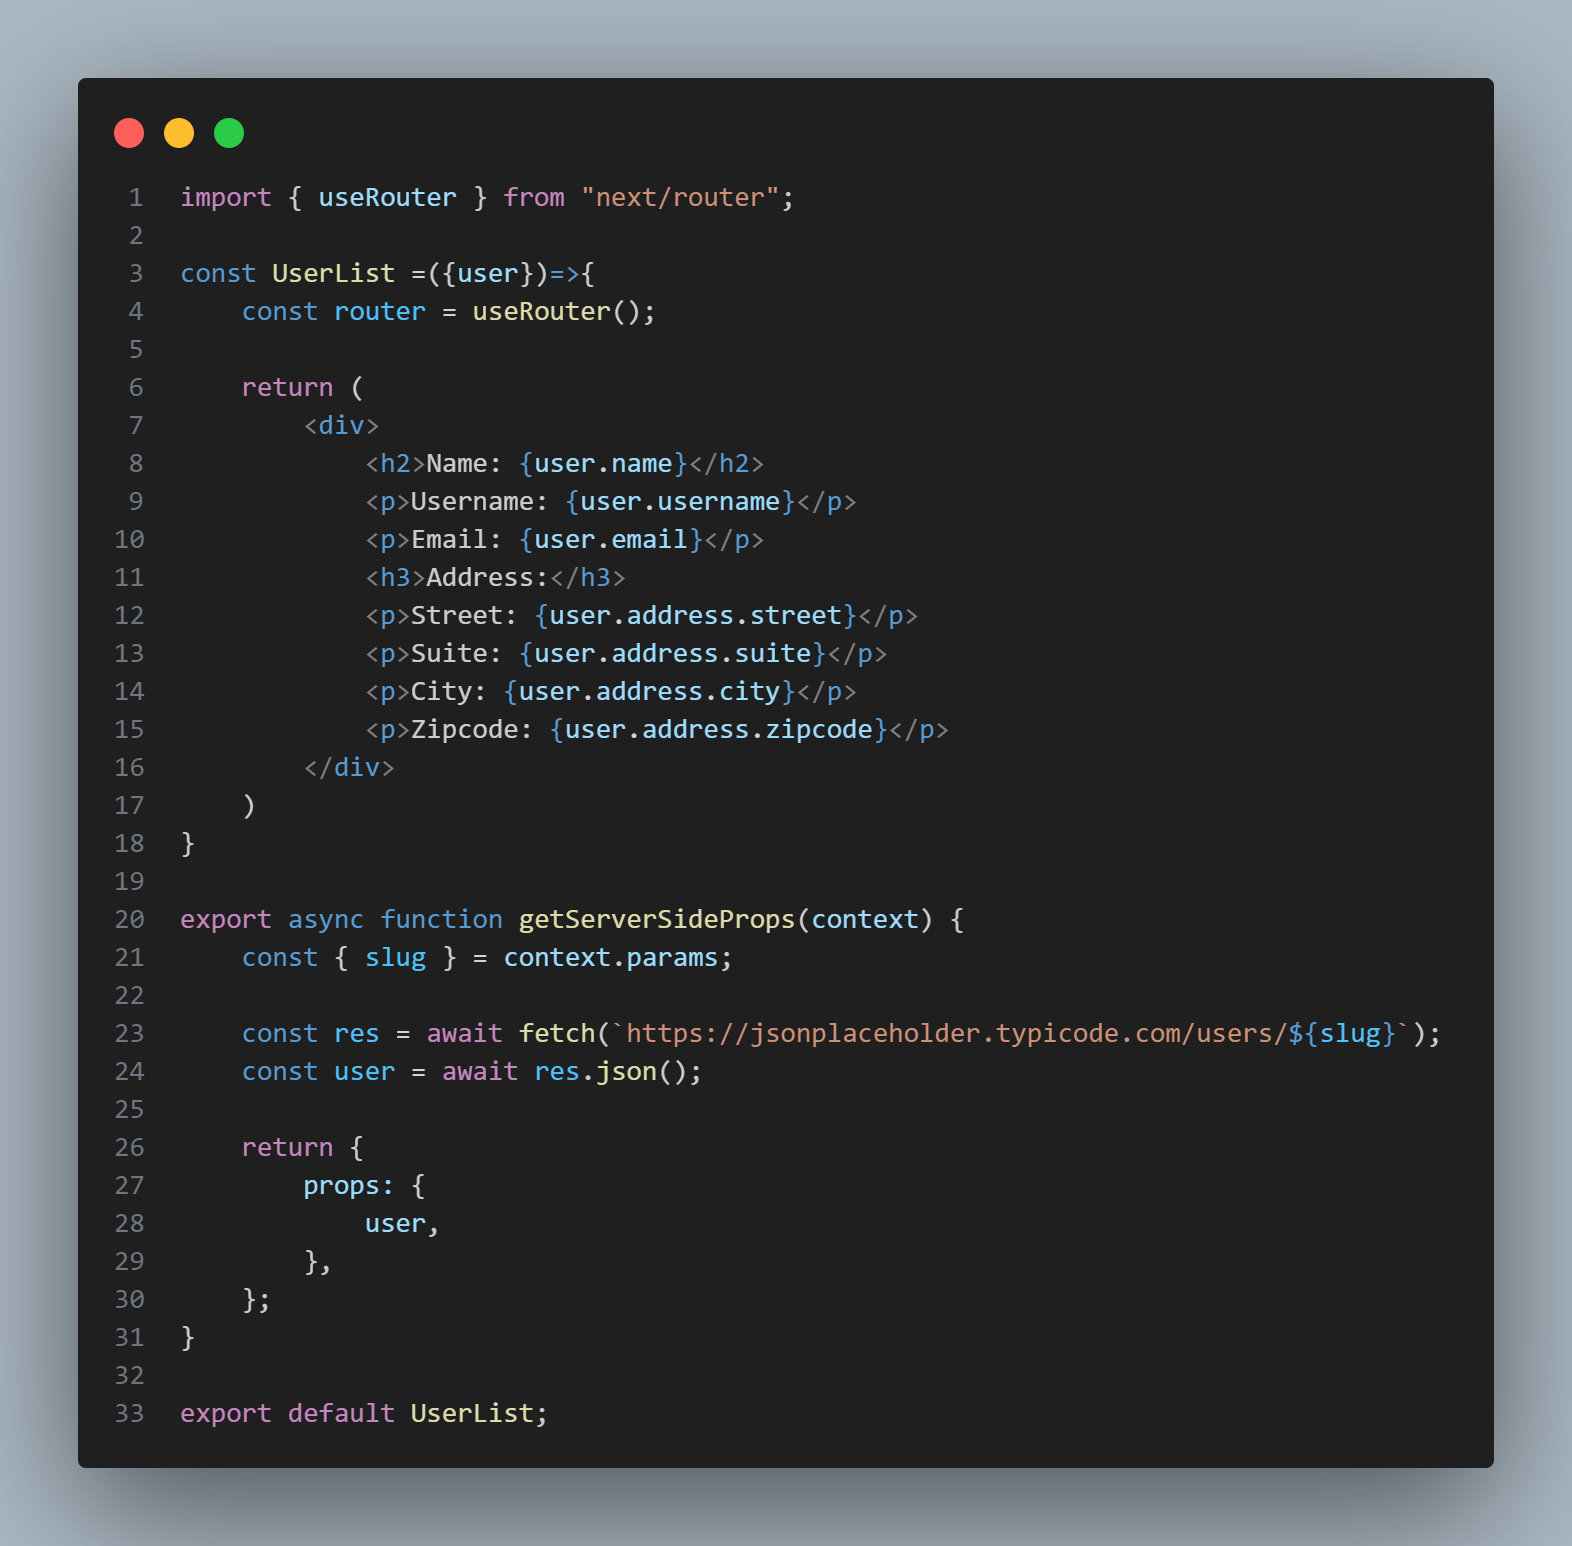 1 import { useRouter } from "next/router";
2
3 const UserList =({user})=>{
4     const router = useRouter();
5
6     return (
7         <div>
8             <h2>Name: {user.name}</h2>
9             <p>Username: {user.username}</p>
10             <p>Email: {user.email}</p>
11             <h3>Address:</h3>
12             <p>Street: {user.address.street}</p>
13             <p>Suite: {user.address.suite}</p>
14             <p>City: {user.address.city}</p>
15             <p>Zipcode: {user.address.zipcode}</p>
16         </div>
17     )
18 }
19
20 export async function getServerSideProps(context) {
21     const { slug } = context.params;
22
23     const res = await fetch(`https://jsonplaceholder.typicode.com/users/${slug}`);
24     const user = await res.json();
25
26     return {
27         props: {
28             user,
29         },
30     };
31 }
32
33 export default UserList;